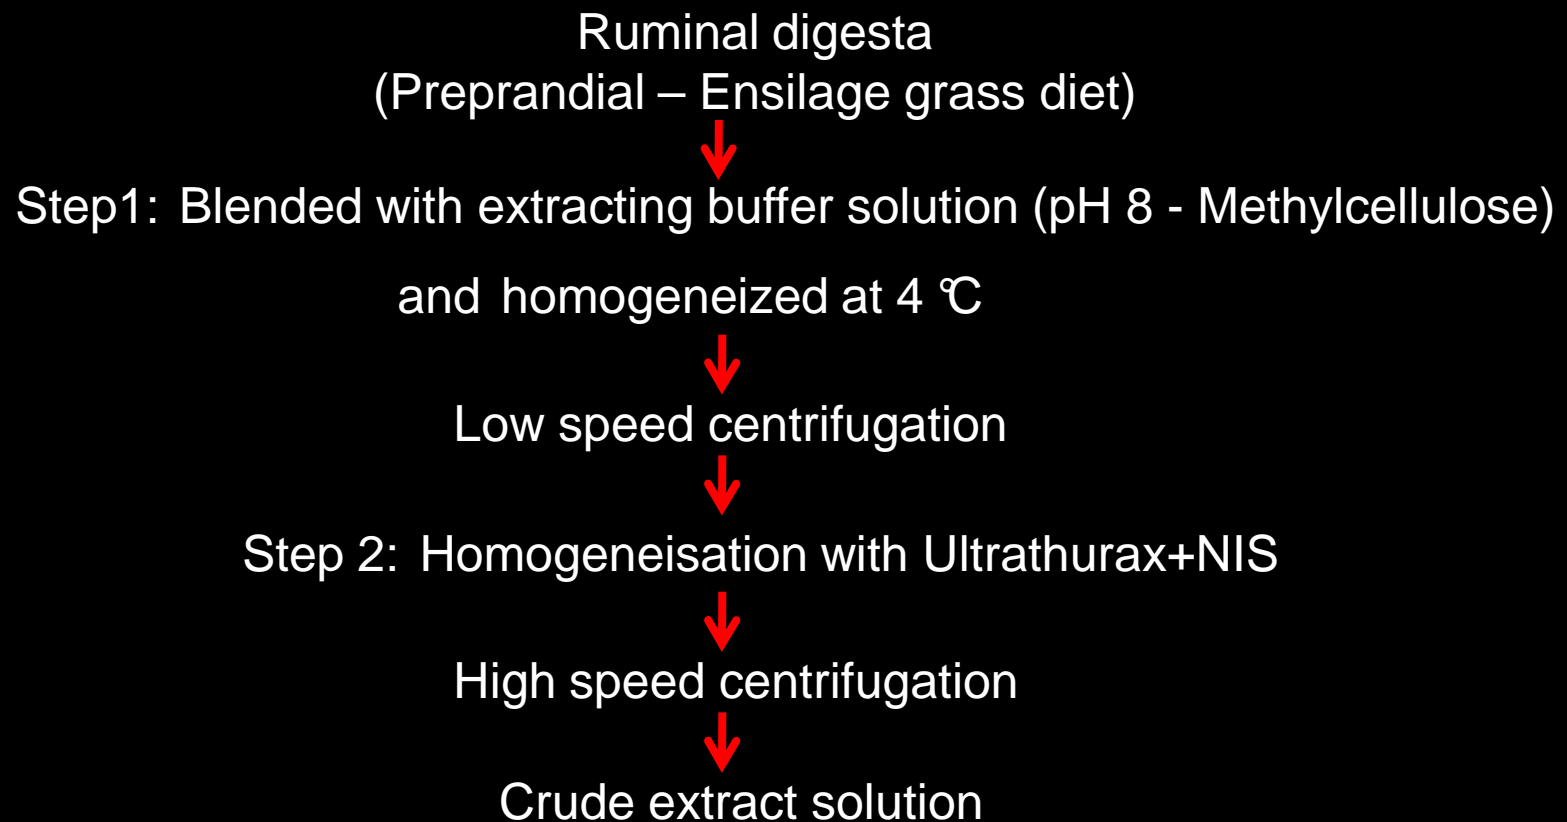 Ruminal digesta
(Preprandial – Ensilage grass diet)
Step1: Blended with extracting buffer solution (pH 8 - Methylcellulose)
and homogeneized at 4 ℃
Low speed centrifugation
Step 2: Homogeneisation with Ultrathurax+NIS
High speed centrifugation
Crude extract solution